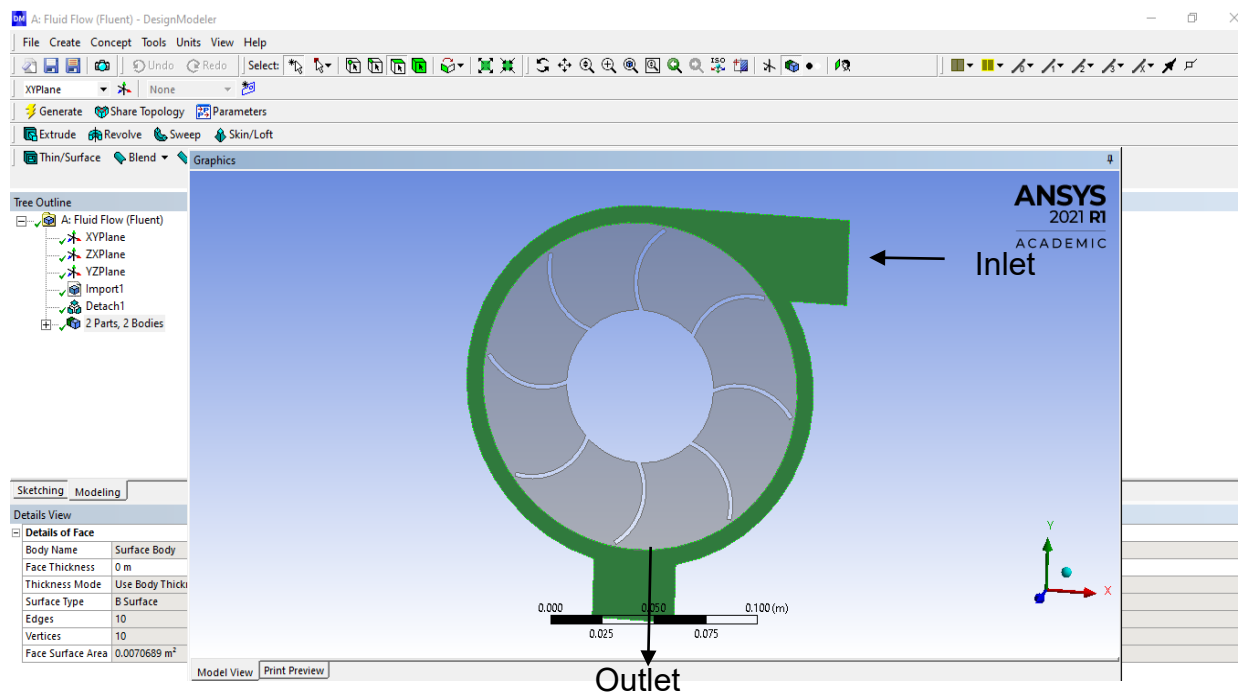 DM A: Fluid Flow (Fluent) - DesignModeler
File Create Concept Tools Units View Help
Undo Redo Select:
XYPlane None
Generate Share Topology Parameters
Extrude Revolve Sweep Skin/Loft
Thin/Surface Blend
Graphics
Tree Outline
A: Fluid Flow (Fluent)
XYPlane
ZXPlane
YZPlane
Import1
Detach1
2 Parts, 2 Bodies
ANSYS
2021 R1
ACADEMIC
Inlet
Sketching Modeling
Details View
Details of Face
Body Name Surface Body
Face Thickness 0 m
Thickness Mode Use Body Thick
Surface Type B Surface
Edges 10
Vertices 10
Face Surface Area 0.0070689 m²
Y
X
0.000 0.050 0.100 (m)
0.025 0.075
Model View Print Preview
Outlet